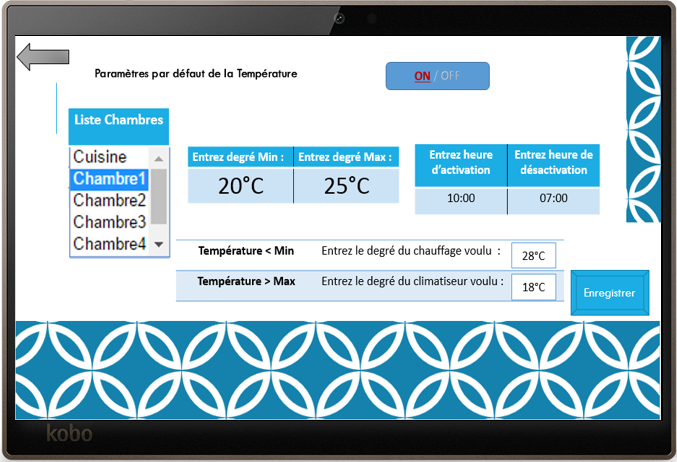 Paramètres par défaut de la Température
ON / OFF
Liste Chambres
Cuisine
Chambre1
Chambre2
Chambre3
Chambre4
Entrez degré Min : Entrez degré Max :
20°C 25°C
Entrez heure d'activation
Entrez heure de désactivation
10:00 07:00
Température < Min Entrez le degré du chauffage voulu : 28°C
Température > Max Entrez le degré du climatiseur voulu : 18°C
Enregistrer
kobo